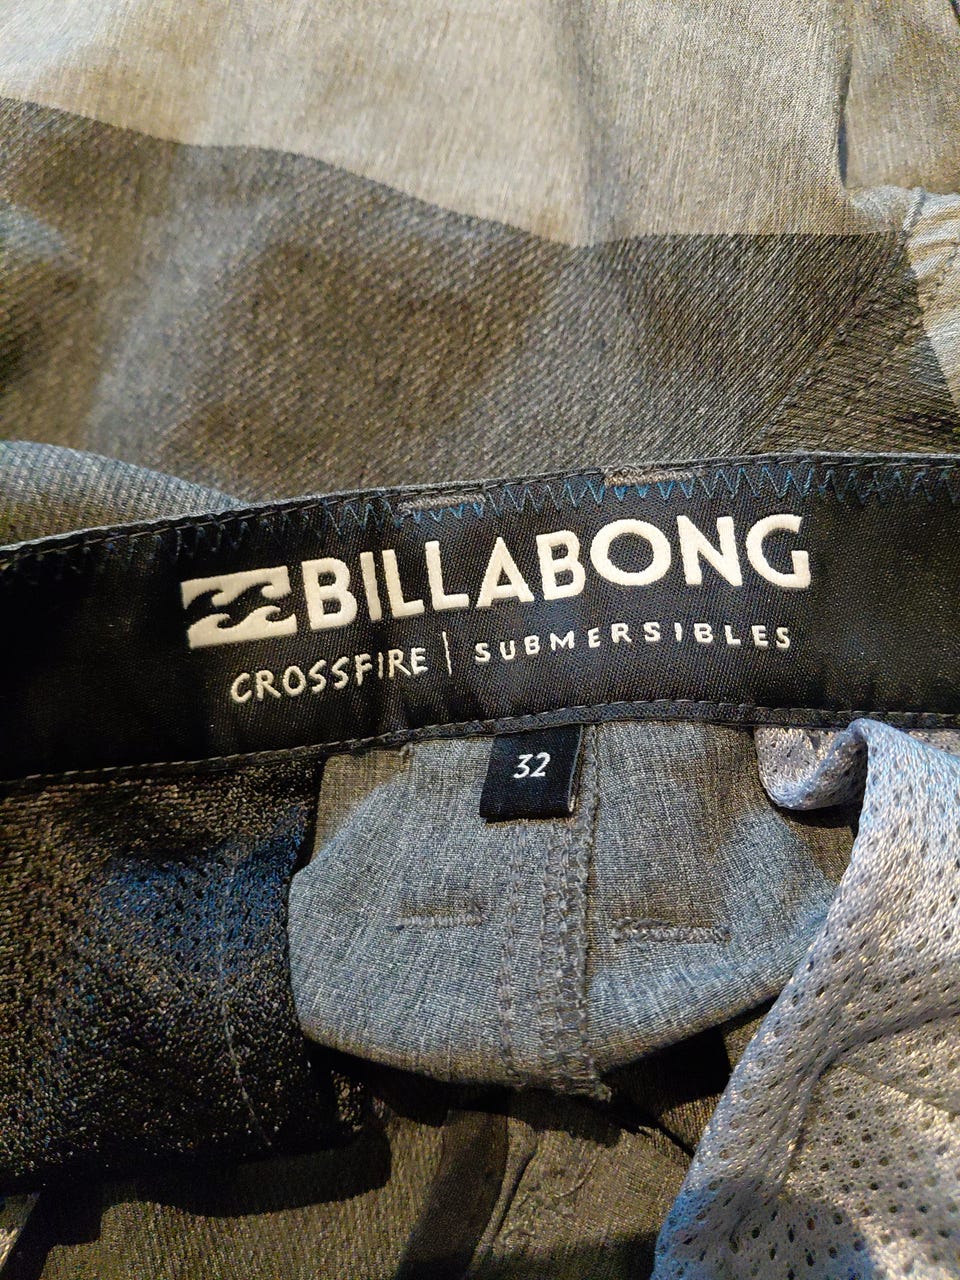 BILLABONG
CROSSFIRE | SUBMERSIBLES
32